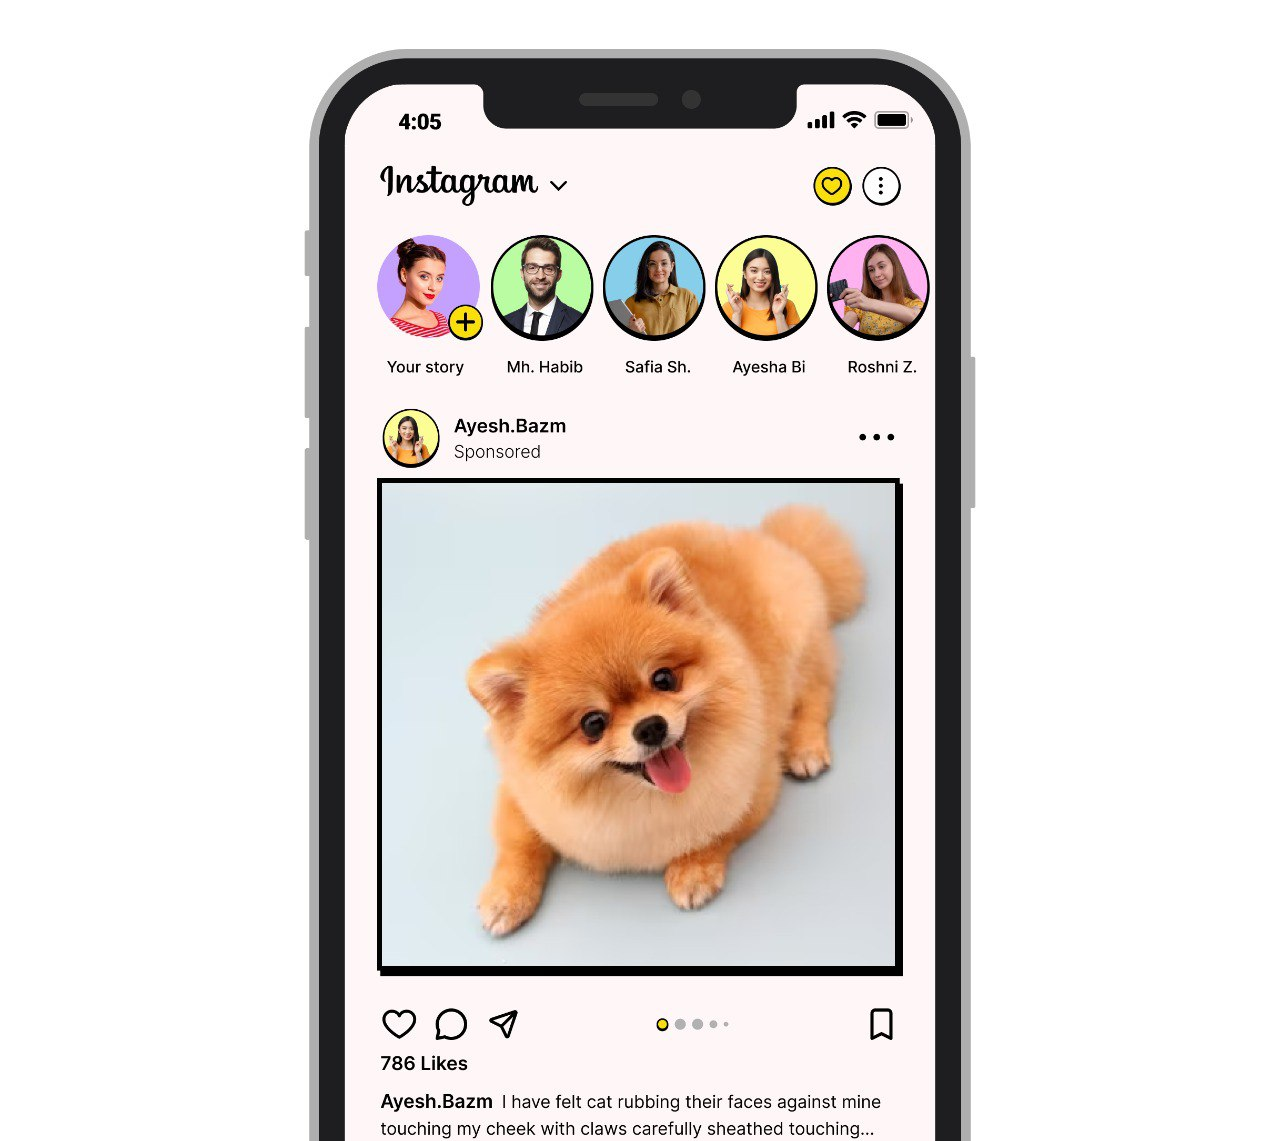 4:05
Instagram
Your story
Mh. Habib
Safia Sh.
Ayesha Bi
Roshni Z.
Ayesh.Bazm
Sponsored
786 Likes
Ayesh.Bazm I have felt cat rubbing their faces against mine
touching my cheek with claws carefully sheathed touching...